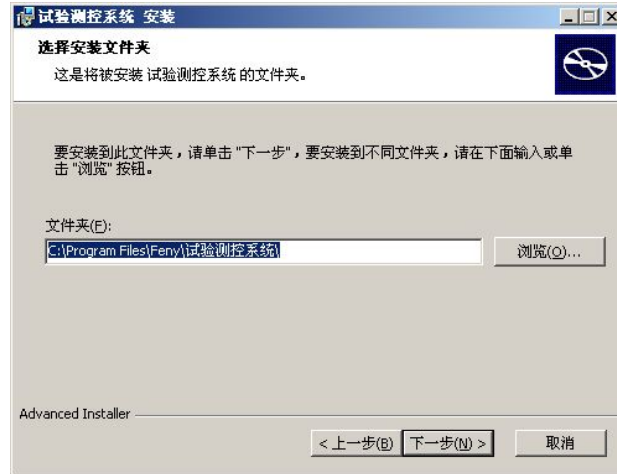 试验测控系统 安装
选择安装文件夹
这是将被安装 试验测控系统 的文件夹。
要安装到此文件夹，请单击 "下一步"，要安装到不同文件夹，请在下面输入或单
击 "浏览" 按钮。
文件夹(F):
C:\Program Files\Feny\试验测控系统\
浏览(O)...
Advanced Installer
< 上一步(B)
下一步(N) >
取消